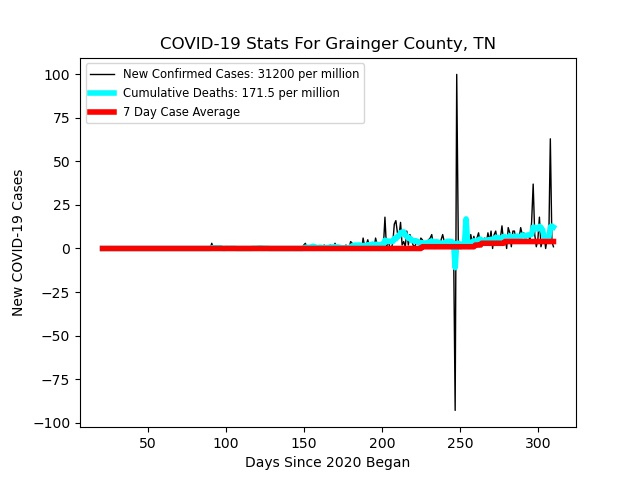 COVID-19 Stats For Grainger County, TN
New Confirmed Cases: 31200 per million
Cumulative Deaths: 171.5 per million
7 Day Case Average
100
75
50
25
0
−25
−50
−75
−100
New COVID-19 Cases
50 100 150 200 250 300
Days Since 2020 Began